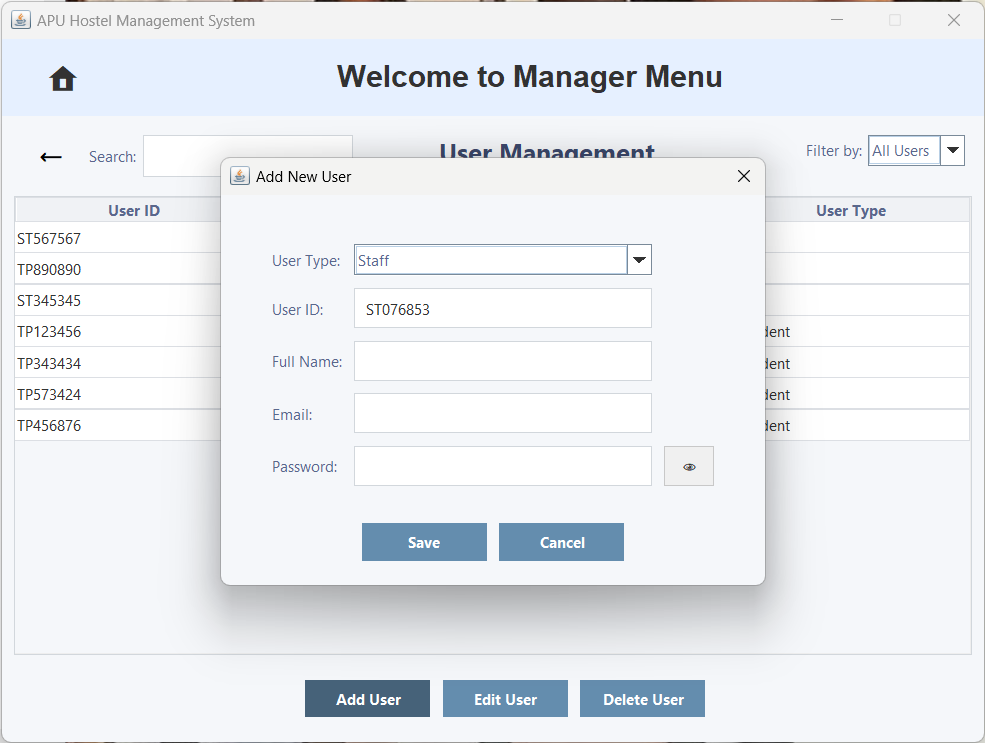 APU Hostel Management System
Welcome to Manager Menu
Search:
User Management
Filter by: All Users
Add New User
User ID
User Type
ST567567
TP890890
ST345345
TP123456
dent
TP343434
dent
TP573424
dent
TP456876
dent
User Type: Staff
User ID: ST076853
Full Name:
Email:
Password:
Save Cancel
Add User Edit User Delete User